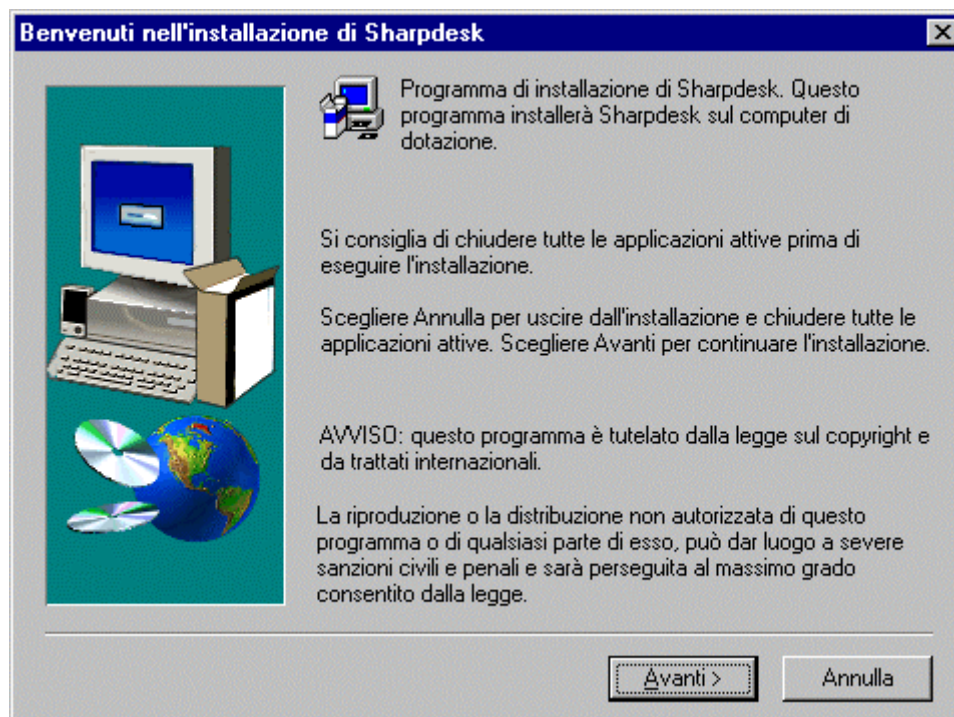 Benvenuti nell'installazione di Sharpdesk
Programma di installazione di Sharpdesk. Questo
programma installerà Sharpdesk sul computer di
dotazione.
Si consiglia di chiudere tutte le applicazioni attive prima di
eseguire l'installazione.
Scegliere Annulla per uscire dall'installazione e chiudere tutte le
applicazioni attive. Scegliere Avanti per continuare l'installazione.
AVVISO: questo programma è tutelato dalla legge sul copyright e
da trattati internazionali.
La riproduzione o la distribuzione non autorizzata di questo
programma o di qualsiasi parte di esso, può dar luogo a severe
sanzioni civili e penali e sarà perseguita al massimo grado
consentito dalla legge.
Avanti > Annulla